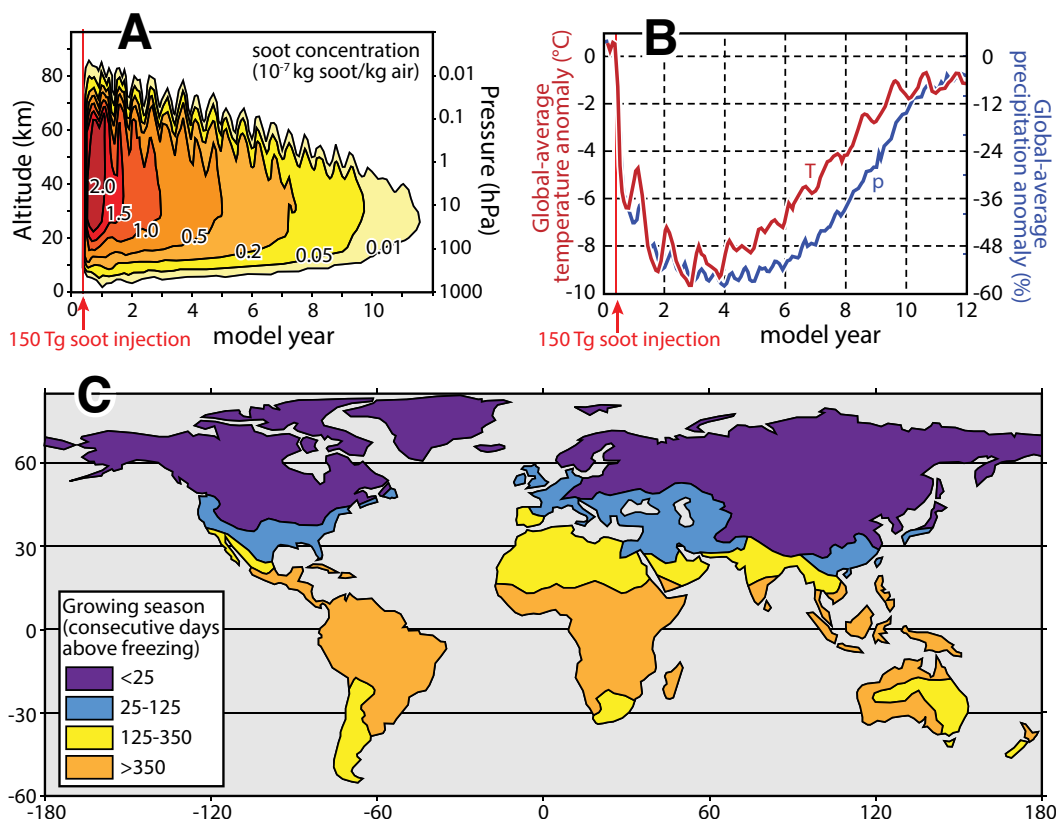 A
soot concentration
(10⁻⁷ kg soot/kg air)
Altitude (km)
80
60
40
20
0
Pressure (hPa)
0.01
0.1
1
10
100
1000
2.0
1.5
1.0
0.5
0.2
0.05
0.01
0 2 4 6 8 10
150 Tg soot injection
model year
B
Global-average
temperature anomaly (°C)
0
-2
-4
-6
-8
-10
T
p
0
-12
-24
-36
-48
-60
Global-average
precipitation anomaly (%)
0 2 4 6 8 10 12
150 Tg soot injection
model year
C
60
30
0
-30
-60
Growing season
(consecutive days
above freezing)
<25
25-125
125-350
>350
-180 -120 -60 0 60 120 180